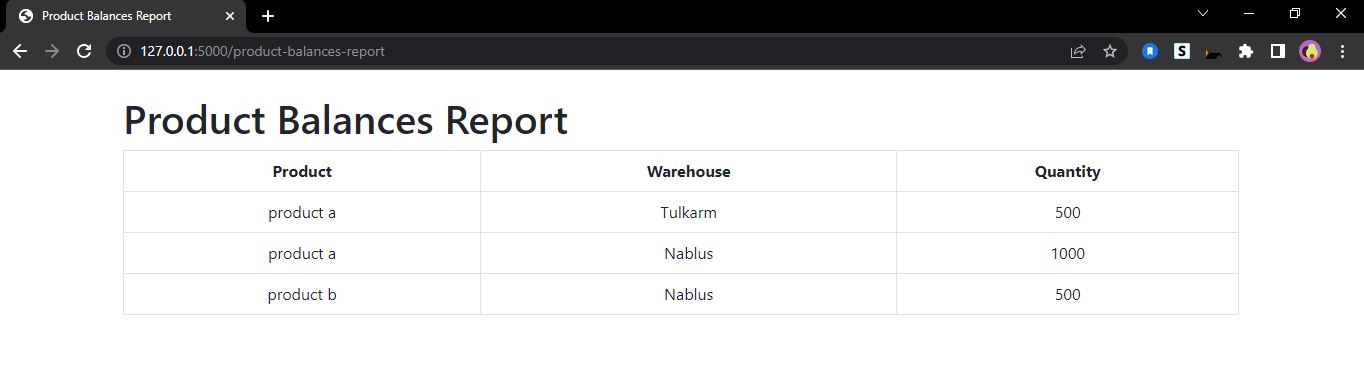 Product Balances Report
127.0.0.1:5000/product-balances-report
S
Product Balances Report
Product Warehouse Quantity
product a Tulkarm 500
product a Nablus 1000
product b Nablus 500